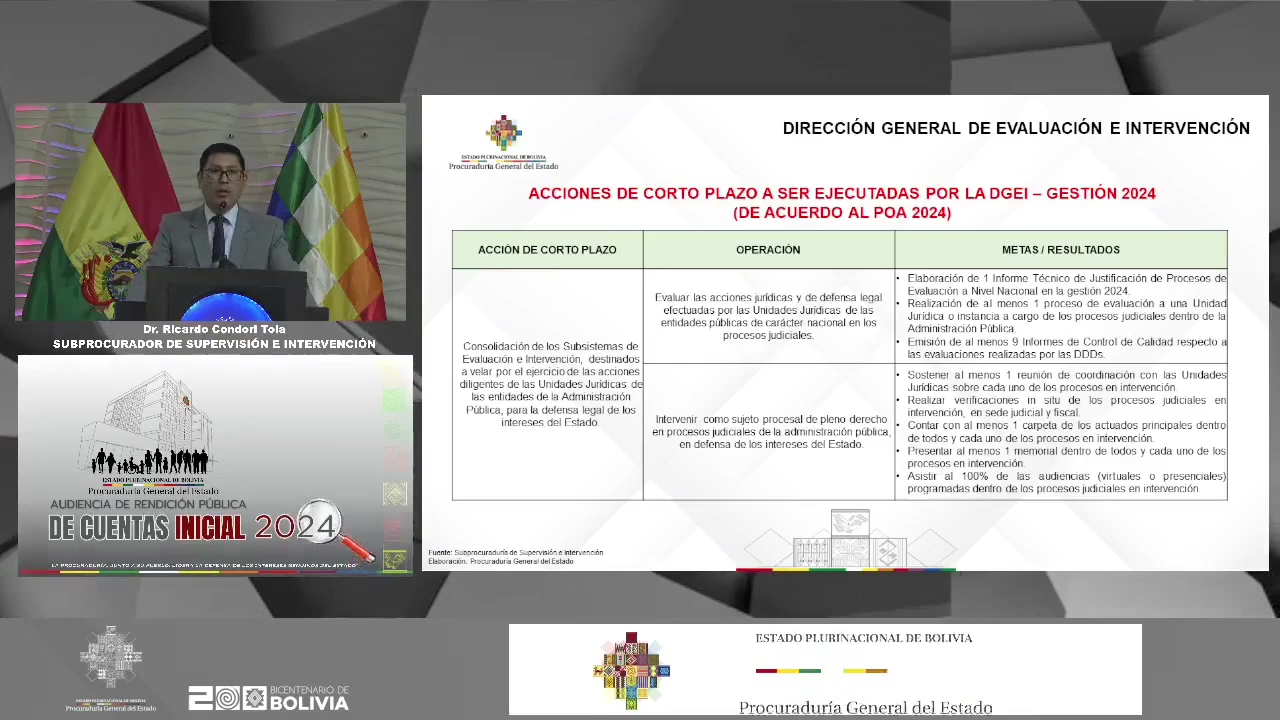 ESTADO PLURINACIONAL DE BOLIVIA
Procuraduría General del Estado
DIRECCIÓN GENERAL DE EVALUACIÓN E INTERVENCIÓN
ACCIONES DE CORTO PLAZO A SER EJECUTADAS POR LA DGEI – GESTIÓN 2024
(DE ACUERDO AL POA 2024)
ACCIÓN DE CORTO PLAZO
OPERACIÓN
METAS / RESULTADOS
Consolidación de los Subsistemas de
Evaluación e Intervención, destinados
a velar por el ejercicio de las acciones
diligentes de las Unidades Jurídicas de
las entidades de la Administración
Pública, para la defensa legal de los
intereses del Estado.
Evaluar las acciones jurídicas y de defensa legal
efectuadas por las Unidades Jurídicas de las
entidades públicas de carácter nacional en los
procesos judiciales.
• Elaboración de 1 Informe Técnico de Justificación de Procesos de
Evaluación a Nivel Nacional en la gestión 2024.
• Realización de al menos 1 proceso de evaluación a una Unidad
Jurídica o instancia a cargo de los procesos judiciales dentro de la
Administración Pública.
• Emisión de al menos 9 Informes de Control de Calidad respecto a
las evaluaciones realizadas por las DDDs.
Intervenir como sujeto procesal de pleno derecho
en procesos judiciales de la administración pública,
en defensa de los intereses del Estado.
• Sostener al menos 1 reunión de coordinación con las Unidades
Jurídicas sobre cada uno de los procesos en intervención.
• Realizar verificaciones in situ de los procesos judiciales en
intervención, en sede judicial y fiscal.
• Contar con al menos 1 carpeta de los actuados principales dentro
de todos y cada uno de los procesos en intervención.
• Presentar al menos 1 memorial dentro de todos y cada uno de los
procesos en intervención.
• Asistir al 100% de las audiencias (virtuales o presenciales)
programadas dentro de los procesos judiciales en intervención
Fuente: Subprocuraduría de Supervisión e Intervención
Elaboración: Procuraduría General del Estado
Dr. Ricardo Condori Tola
SUBPROCURADOR DE SUPERVISIÓN E INTERVENCIÓN
ESTADO PLURINACIONAL DE BOLIVIA
Procuraduría General del Estado
AUDIENCIA DE RENDICIÓN PÚBLICA
DE CUENTAS INICIAL 2024
ESTADO PLURINACIONAL DE BOLIVIA
Procuraduría General del Estado
200 BICENTENARIO DE
BOLIVIA
ESTADO PLURINACIONAL DE BOLIVIA
Procuraduría General del Estado